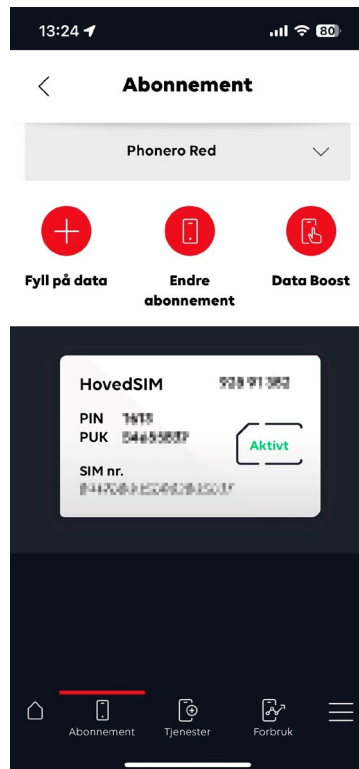 13:24
80
Abonnement
Phonero Red
Fyll på data
Endre abonnement
Data Boost
HovedSIM
PIN
PUK
Aktivt
SIM nr.
Abonnement
Tjenester
Forbruk